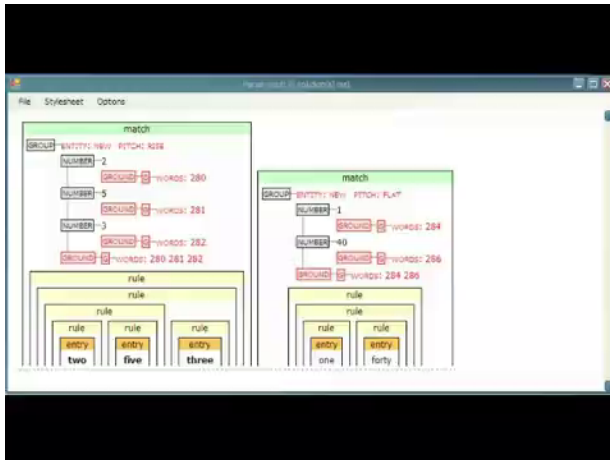 File Stylesheet Options
match
GROUP ENTITY: NEW PITCH: RISE
NUMBER 2
GROUND G WORDS: 280
NUMBER 5
GROUND G WORDS: 281
NUMBER 3
GROUND G WORDS: 282
GROUND G WORDS: 280 281 282
rule
rule
rule
rule rule rule
entry entry entry
two five three
match
GROUP ENTITY: NEW PITCH: FLAT
NUMBER 1
GROUND G WORDS: 284
NUMBER 40
GROUND G WORDS: 286
GROUND G WORDS: 284 286
rule
rule
rule
rule rule
entry entry
one forty